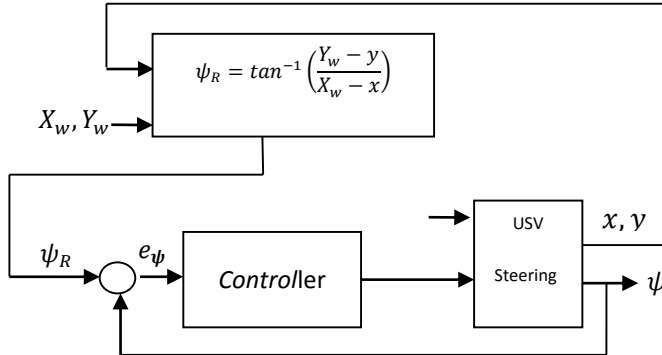 ψ_R = tan⁻¹((Y_w − y)/(X_w − x))
X_w, Y_w
USV
x, y
ψ_R
e_ψ
Controller
Steering
ψ